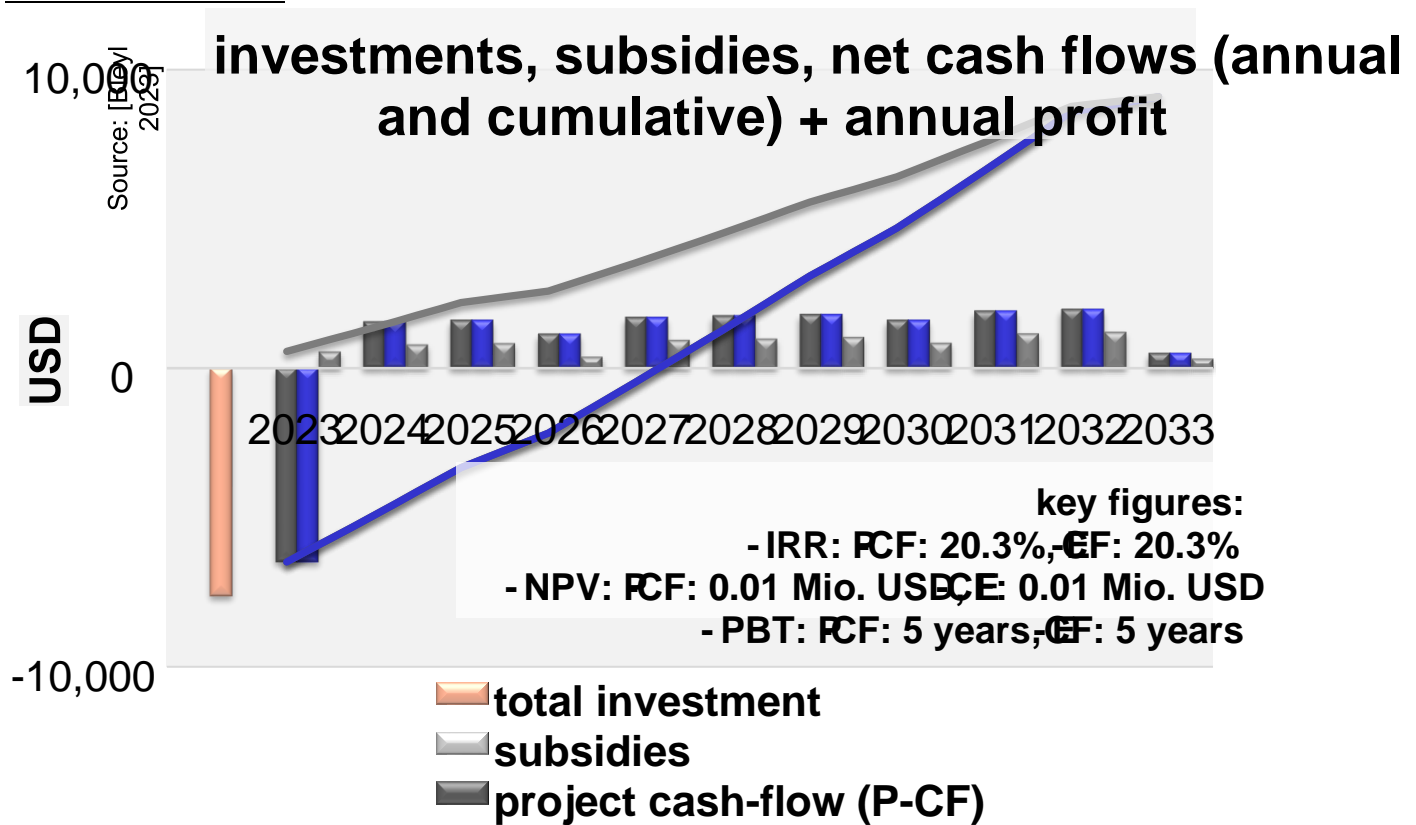 investments, subsidies, net cash flows (annual
and cumulative) + annual profit
Source: [Bleyl
2023]
10,000
USD
0
-10,000
2023 2024 2025 2026 2027 2028 2029 2030 2031 2032 2033
key figures:
- IRR: P-CF: 20.3%, E-CF: 20.3%
- NPV: P-CF: 0.01 Mio. USD, E-CF: 0.01 Mio. USD
- PBT: P-CF: 5 years, E-CF: 5 years
total investment
subsidies
project cash-flow (P-CF)